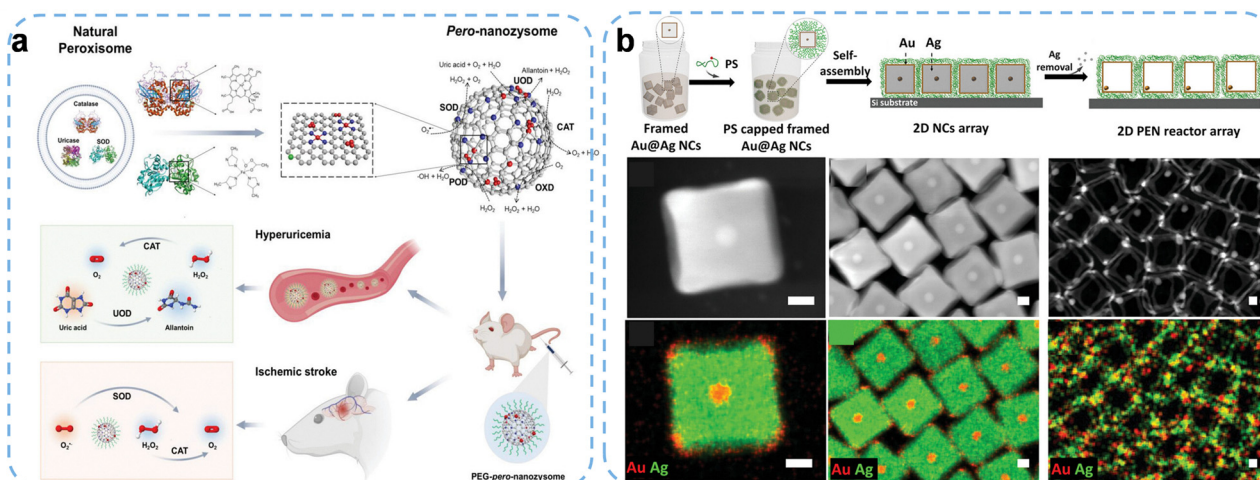 a
Natural
Peroxisome
Catalase
Uricase
SOD
Pero-nanozysome
Uric acid + O₂ + H₂O
Allantoin + H₂O₂
H₂O₂ + O₂
UOD
H₂O₂
SOD
CAT
O₂•⁻
O₂ + H₂O
O₂
·OH + H₂O
POD
OXD
H₂O₂
H₂O₂ + H₂O
Hyperuricemia
CAT
O₂
H₂O₂
UOD
Uric acid
Allantoin
Ischemic stroke
SOD
O₂•⁻
H₂O₂
O₂
CAT
PEG-pero-nanozysome
b
PS
Framed
Au@Ag NCs
PS capped framed
Au@Ag NCs
Self-
assembly
Au
Ag
Si substrate
2D NCs array
Ag
removal
2D PEN reactor array
Au Ag
Au Ag
Au Ag